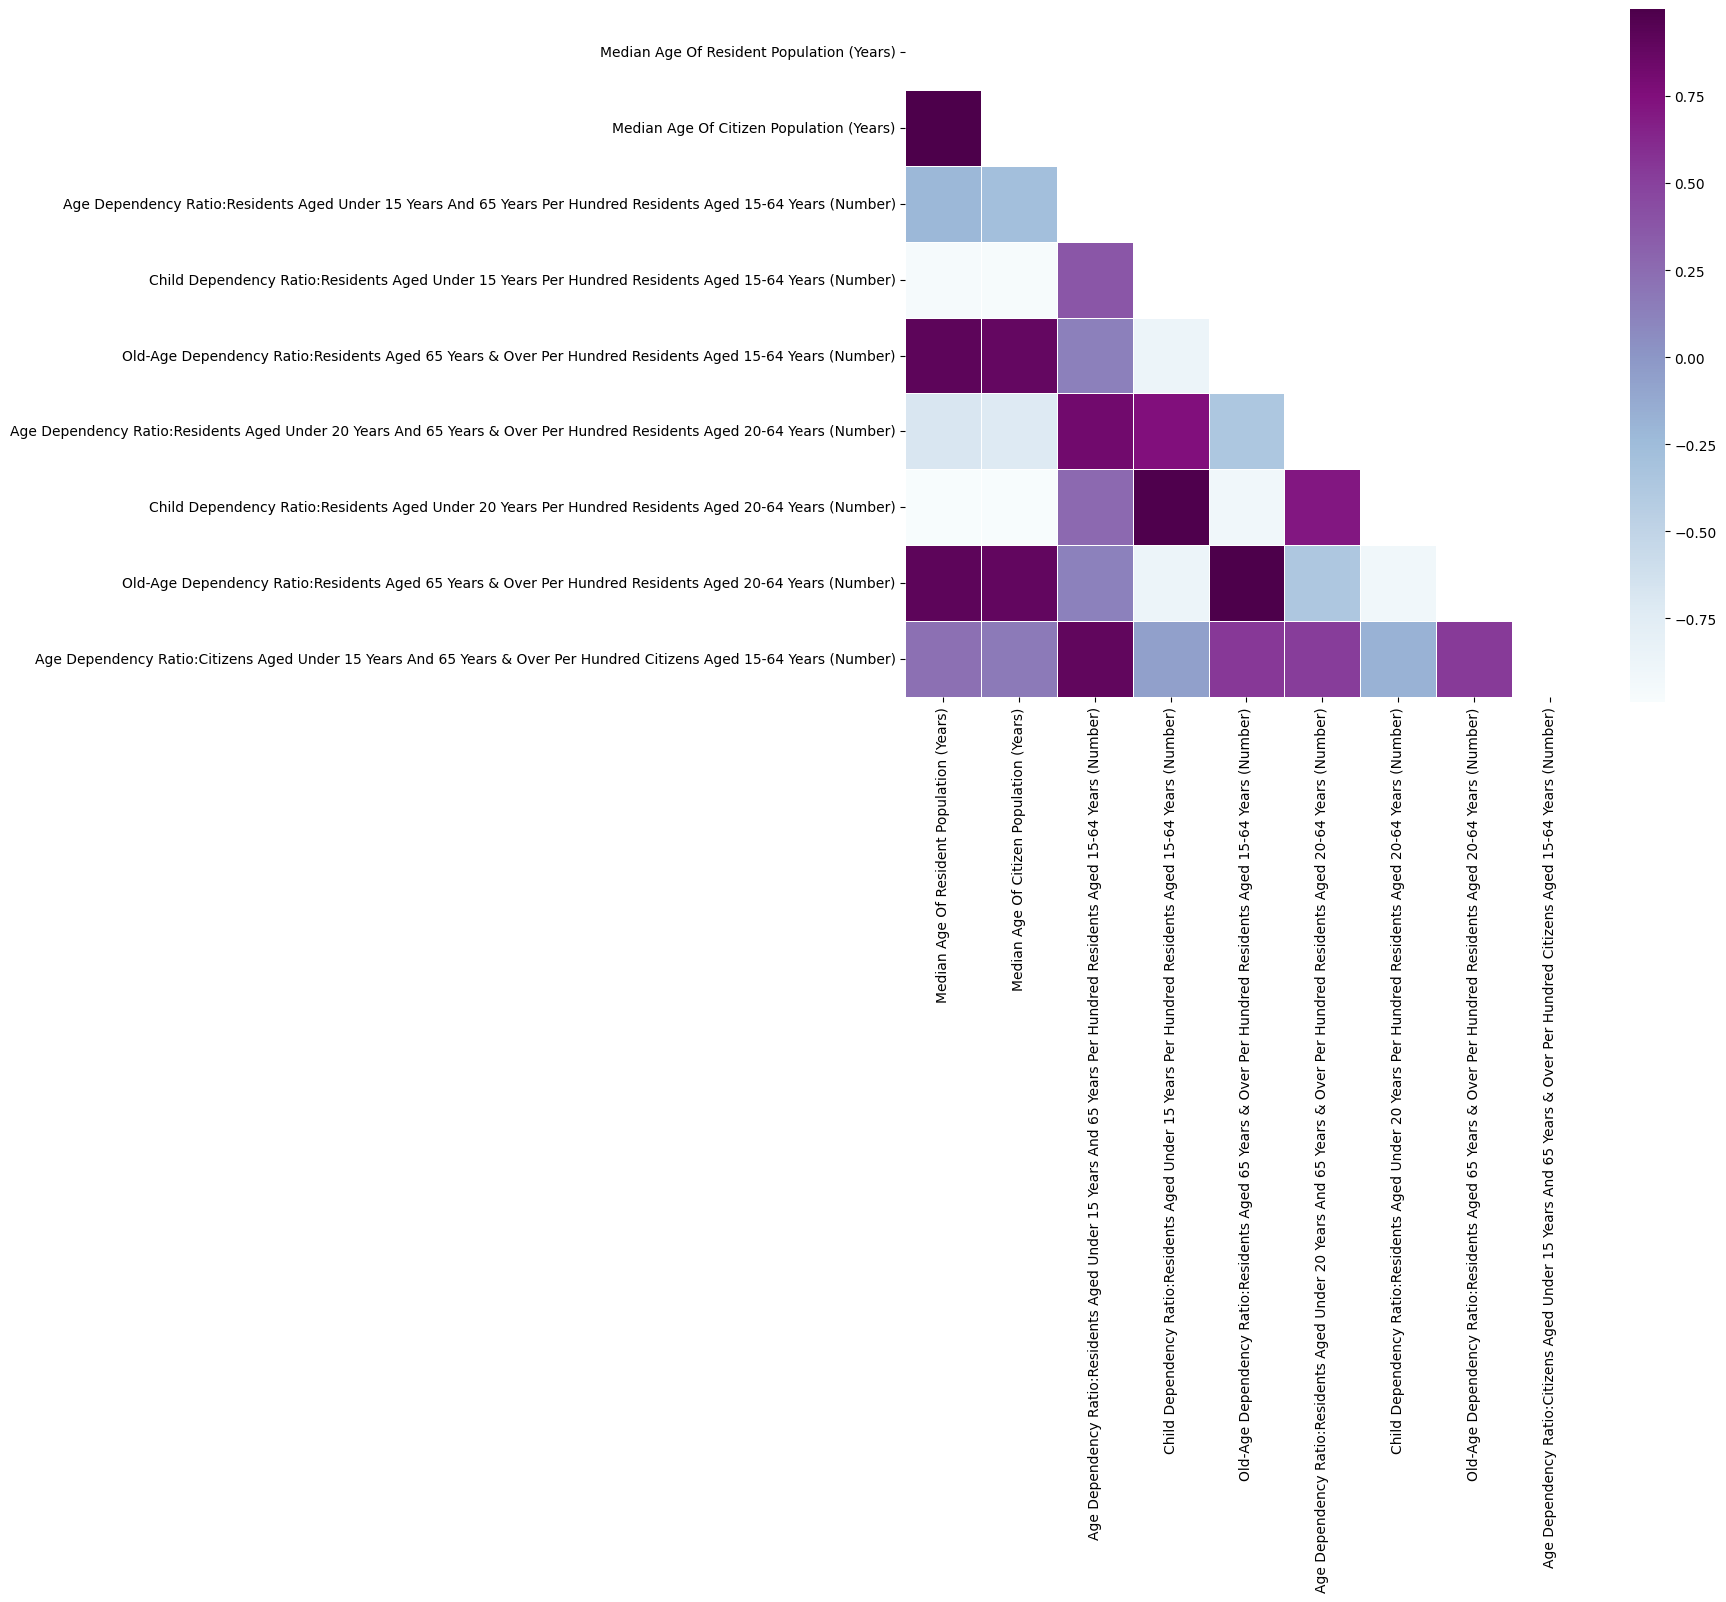 Median Age Of Resident Population (Years)
Median Age Of Citizen Population (Years)
Age Dependency Ratio:Residents Aged Under 15 Years And 65 Years Per Hundred Residents Aged 15-64 Years (Number)
Child Dependency Ratio:Residents Aged Under 15 Years Per Hundred Residents Aged 15-64 Years (Number)
Old-Age Dependency Ratio:Residents Aged 65 Years & Over Per Hundred Residents Aged 15-64 Years (Number)
Age Dependency Ratio:Residents Aged Under 20 Years And 65 Years & Over Per Hundred Residents Aged 20-64 Years (Number)
Child Dependency Ratio:Residents Aged Under 20 Years Per Hundred Residents Aged 20-64 Years (Number)
Old-Age Dependency Ratio:Residents Aged 65 Years & Over Per Hundred Residents Aged 20-64 Years (Number)
Age Dependency Ratio:Citizens Aged Under 15 Years And 65 Years & Over Per Hundred Citizens Aged 15-64 Years (Number)
Median Age Of Resident Population (Years)
Median Age Of Citizen Population (Years)
Age Dependency Ratio:Residents Aged Under 15 Years And 65 Years Per Hundred Residents Aged 15-64 Years (Number)
Child Dependency Ratio:Residents Aged Under 15 Years Per Hundred Residents Aged 15-64 Years (Number)
Old-Age Dependency Ratio:Residents Aged 65 Years & Over Per Hundred Residents Aged 15-64 Years (Number)
Age Dependency Ratio:Residents Aged Under 20 Years And 65 Years & Over Per Hundred Residents Aged 20-64 Years (Number)
Child Dependency Ratio:Residents Aged Under 20 Years Per Hundred Residents Aged 20-64 Years (Number)
Old-Age Dependency Ratio:Residents Aged 65 Years & Over Per Hundred Residents Aged 20-64 Years (Number)
Age Dependency Ratio:Citizens Aged Under 15 Years And 65 Years & Over Per Hundred Citizens Aged 15-64 Years (Number)
0.75
0.50
0.25
0.00
−0.25
−0.50
−0.75